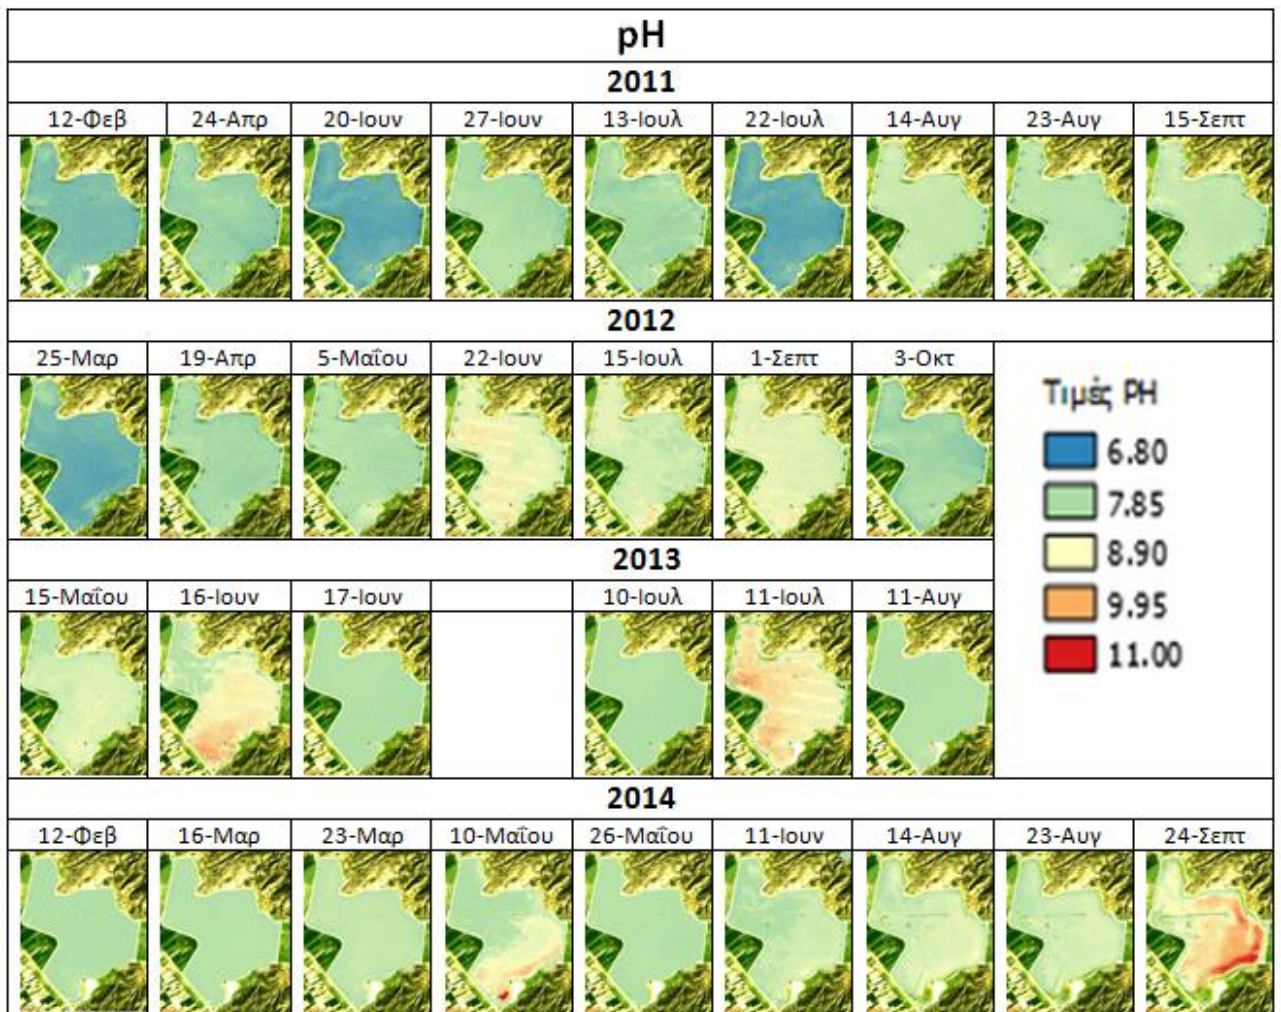 pH
2011
12-Φεβ 24-Απρ 20-Ιουν 27-Ιουν 13-Ιουλ 22-Ιουλ 14-Αυγ 23-Αυγ 15-Σεπτ
2012
25-Μαρ 19-Απρ 5-Μαΐου 22-Ιουν 15-Ιουλ 1-Σεπτ 3-Οκτ
Τιμές PH
6.80
7.85
8.90
9.95
11.00
2013
15-Μαΐου 16-Ιουν 17-Ιουν 10-Ιουλ 11-Ιουλ 11-Αυγ
2014
12-Φεβ 16-Μαρ 23-Μαρ 10-Μαΐου 26-Μαΐου 11-Ιουν 14-Αυγ 23-Αυγ 24-Σεπτ